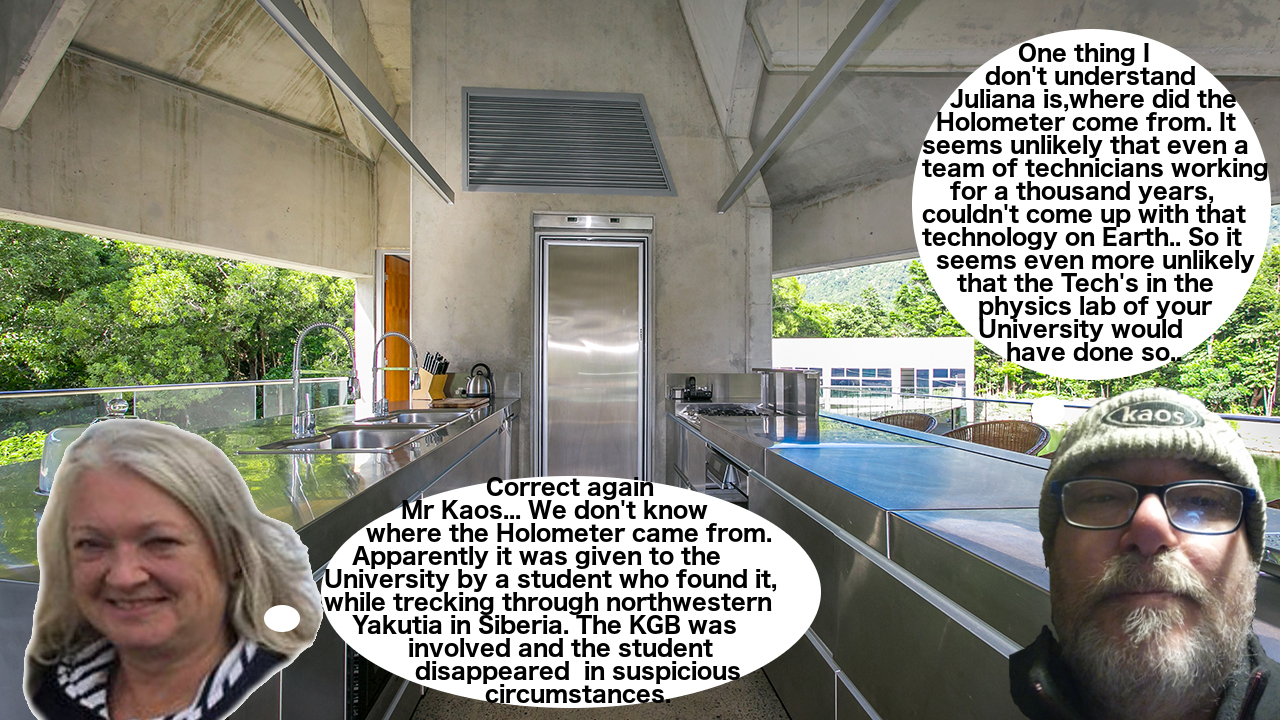 One thing I
don't understand
Juliana is,where did the
Holometer come from. It
seems unlikely that even a
team of technicians working
for a thousand years,
couldn't come up with that
technology on Earth.. So it
seems even more unlikely
that the Tech's in the
physics lab of your
University would
have done so..
kaos
Correct again
Mr Kaos... We don't know
where the Holometer came from.
Apparently it was given to the
University by a student who found it,
while trecking through northwestern
Yakutia in Siberia. The KGB was
involved and the student
disappeared  in suspicious
circumstances.